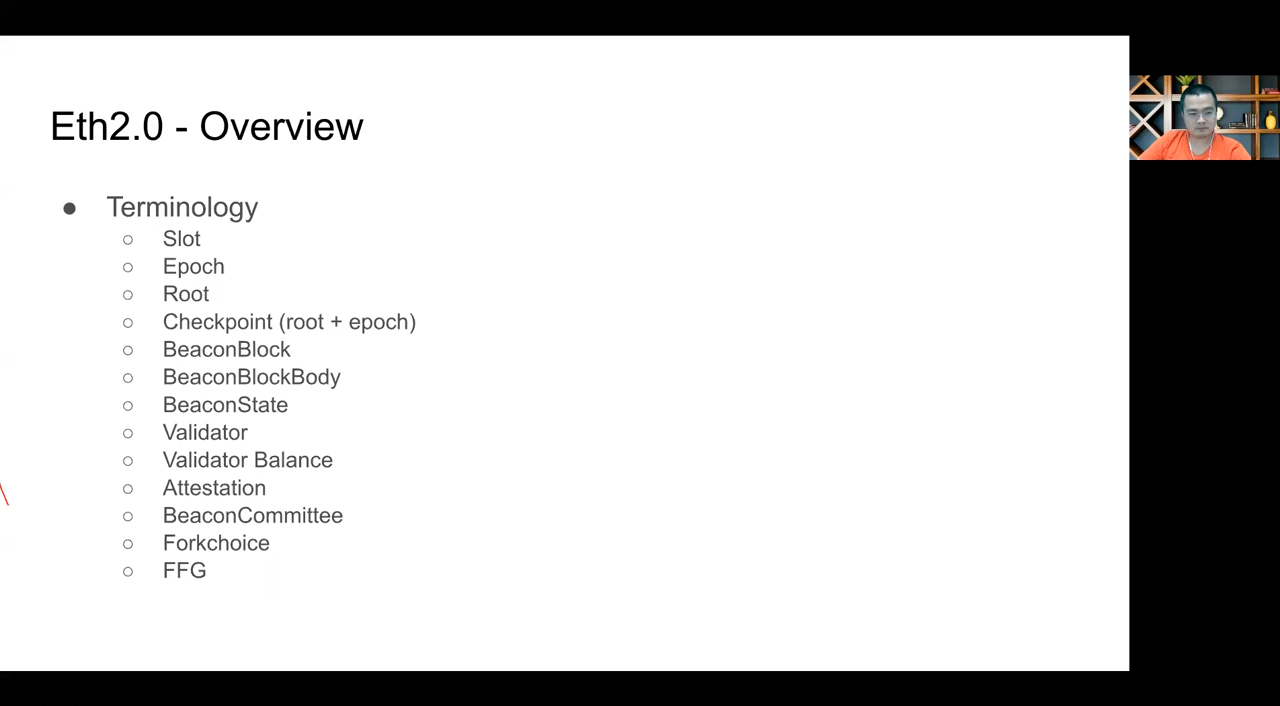 Eth2.0 - Overview
● Terminology
○ Slot
○ Epoch
○ Root
○ Checkpoint (root + epoch)
○ BeaconBlock
○ BeaconBlockBody
○ BeaconState
○ Validator
○ Validator Balance
○ Attestation
○ BeaconCommittee
○ Forkchoice
○ FFG